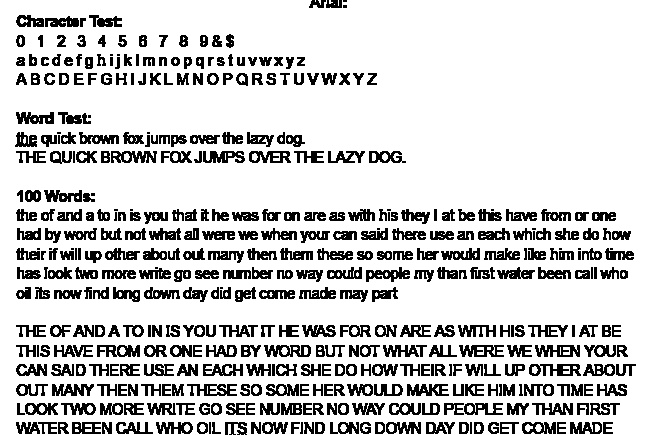 Arial:
Character Test:
0 1 2 3 4 5 6 7 8 9 & $
a b c d e f g h i j k l m n o p q r s t u v w x y z
A B C D E F G H I J K L M N O P Q R S T U V W X Y Z
Word Test:
the quick brown fox jumps over the lazy dog.
THE QUICK BROWN FOX JUMPS OVER THE LAZY DOG.
100 Words:
the of and a to in is you that it he was for on are as with his they I at be this have from or one
had by word but not what all were we when your can said there use an each which she do how
their if will up other about out many then them these so some her would make like him into time
has look two more write go see number no way could people my than first water been call who
oil its now find long down day did get come made may part
THE OF AND A TO IN IS YOU THAT IT HE WAS FOR ON ARE AS WITH HIS THEY I AT BE
THIS HAVE FROM OR ONE HAD BY WORD BUT NOT WHAT ALL WERE WE WHEN YOUR
CAN SAID THERE USE AN EACH WHICH SHE DO HOW THEIR IF WILL UP OTHER ABOUT
OUT MANY THEN THEM THESE SO SOME HER WOULD MAKE LIKE HIM INTO TIME HAS
LOOK TWO MORE WRITE GO SEE NUMBER NO WAY COULD PEOPLE MY THAN FIRST
WATER BEEN CALL WHO OIL ITS NOW FIND LONG DOWN DAY DID GET COME MADE